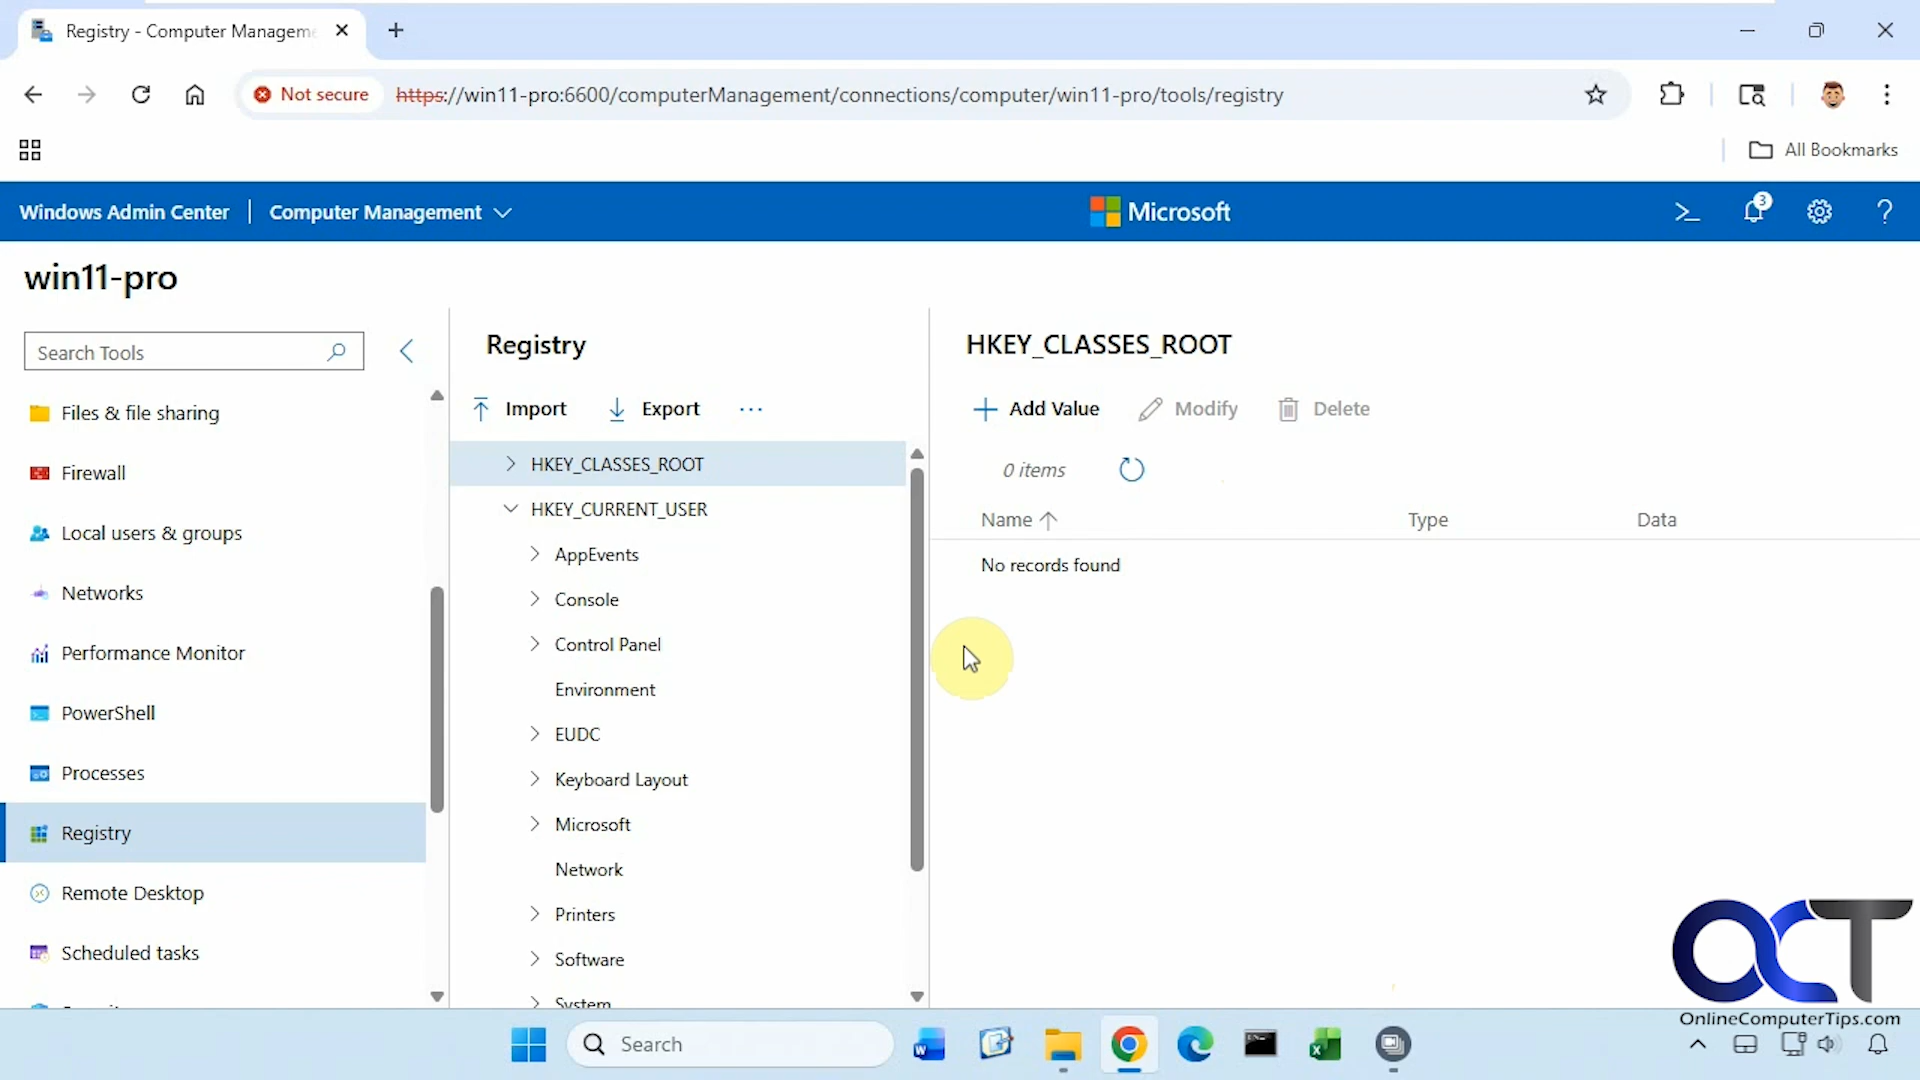 Registry - Computer Managem
Not secure https://win11-pro:6600/computerManagement/connections/computer/win11-pro/tools/registry
All Bookmarks
Windows Admin Center | Computer Management Microsoft 3 ?
win11-pro
Search Tools
Files & file sharing
Firewall
Local users & groups
Networks
Performance Monitor
PowerShell
Processes
Registry
Remote Desktop
Scheduled tasks
Registry
Import Export ...
HKEY_CLASSES_ROOT
HKEY_CURRENT_USER
AppEvents
Console
Control Panel
Environment
EUDC
Keyboard Layout
Microsoft
Network
Printers
Software
System
HKEY_CLASSES_ROOT
Add Value Modify Delete
0 items
Name Type Data
No records found
OCT
OnlineComputerTips.com
Search